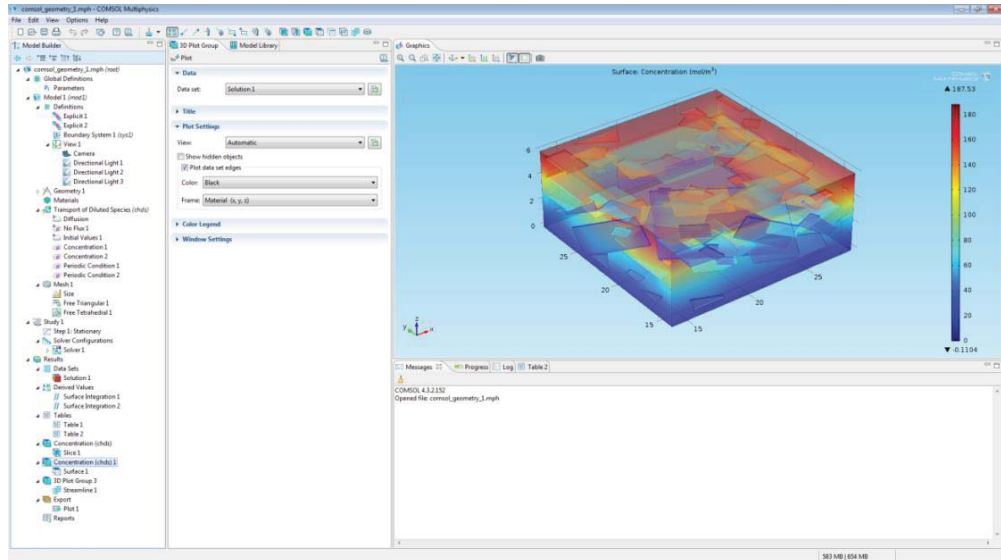 comsol_geometry_1.mph - COMSOL Multiphysics
File Edit View Options Help
Model Builder
comsol_geometry_1.mph (root)
Global Definitions
Parameters
Model 1 (mod1)
Definitions
Explicit 1
Explicit 2
Boundary System 1 (sys1)
View 1
Camera
Directional Light 1
Directional Light 2
Directional Light 3
Geometry 1
Materials
Transport of Diluted Species (chds)
Diffusion
No Flux 1
Initial Values 1
Concentration 1
Concentration 2
Periodic Condition 1
Periodic Condition 2
Mesh 1
Size
Free Triangular 1
Free Tetrahedral 1
Study 1
Step 1: Stationary
Solver Configurations
Solver 1
Results
Data Sets
Solution 1
Derived Values
Surface Integration 1
Surface Integration 2
Tables
Table 1
Table 2
Concentration (chds)
Slice 1
Concentration (chds) 1
Surface 1
3D Plot Group 3
Streamline 1
Export
Plot 1
Reports
3D Plot Group Model Library
Plot
Data
Data set: Solution 1
Title
Plot Settings
View: Automatic
Show hidden objects
Plot data set edges
Color: Black
Frame: Material (x, y, z)
Color Legend
Window Settings
Graphics
Surface: Concentration (mol/m³)
▲ 187.53
180
160
140
120
100
80
60
40
20
0
▼ -0.1104
6
4
2
0
25
20
15
15
20
25
z
y x
Messages Progress Log Table 2
COMSOL 4.3.2.152
Opened file: comsol_geometry_1.mph
583 MB | 654 MB